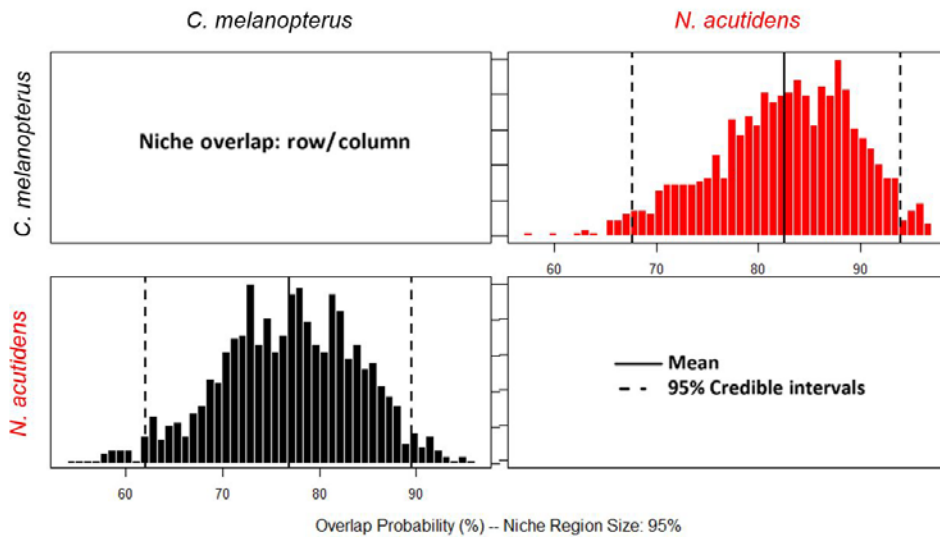 C. melanopterus
N. acutidens
C. melanopterus
Niche overlap: row/column
60 70 80 90
N. acutidens
Mean
95% Credible intervals
60 70 80 90
Overlap Probability (%) -- Niche Region Size: 95%